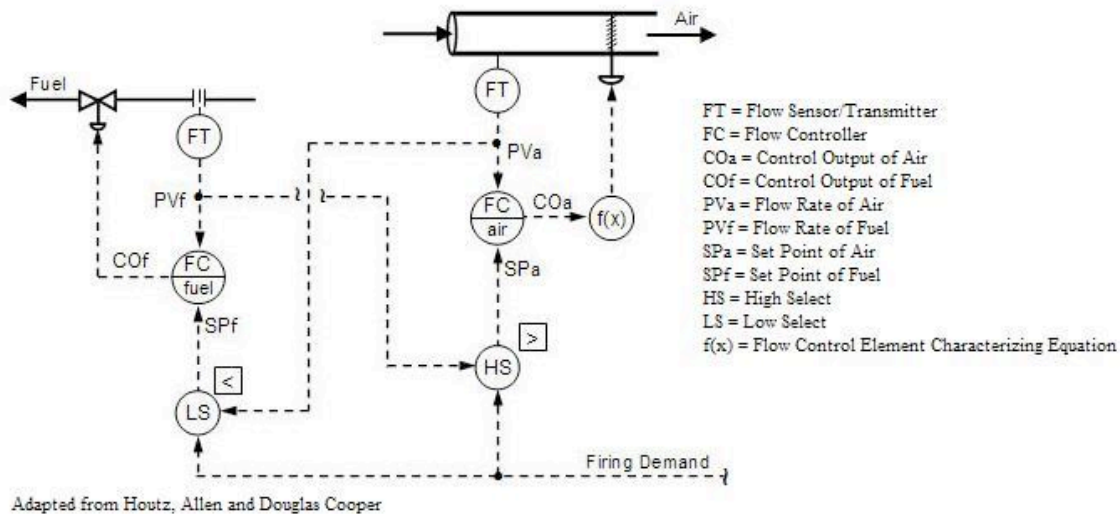 Air
Fuel
FT
FT
FT = Flow Sensor/Transmitter
FC = Flow Controller
COa = Control Output of Air
COf = Control Output of Fuel
PVa = Flow Rate of Air
PVf = Flow Rate of Fuel
SPa = Set Point of Air
SPf = Set Point of Fuel
HS = High Select
LS = Low Select
f(x) = Flow Control Element Characterizing Equation
PVa
PVf
FC
air
COa
f(x)
SPa
COf
FC
fuel
SPf
>
HS
<
LS
Firing Demand
Adapted from Houtz, Allen and Douglas Cooper